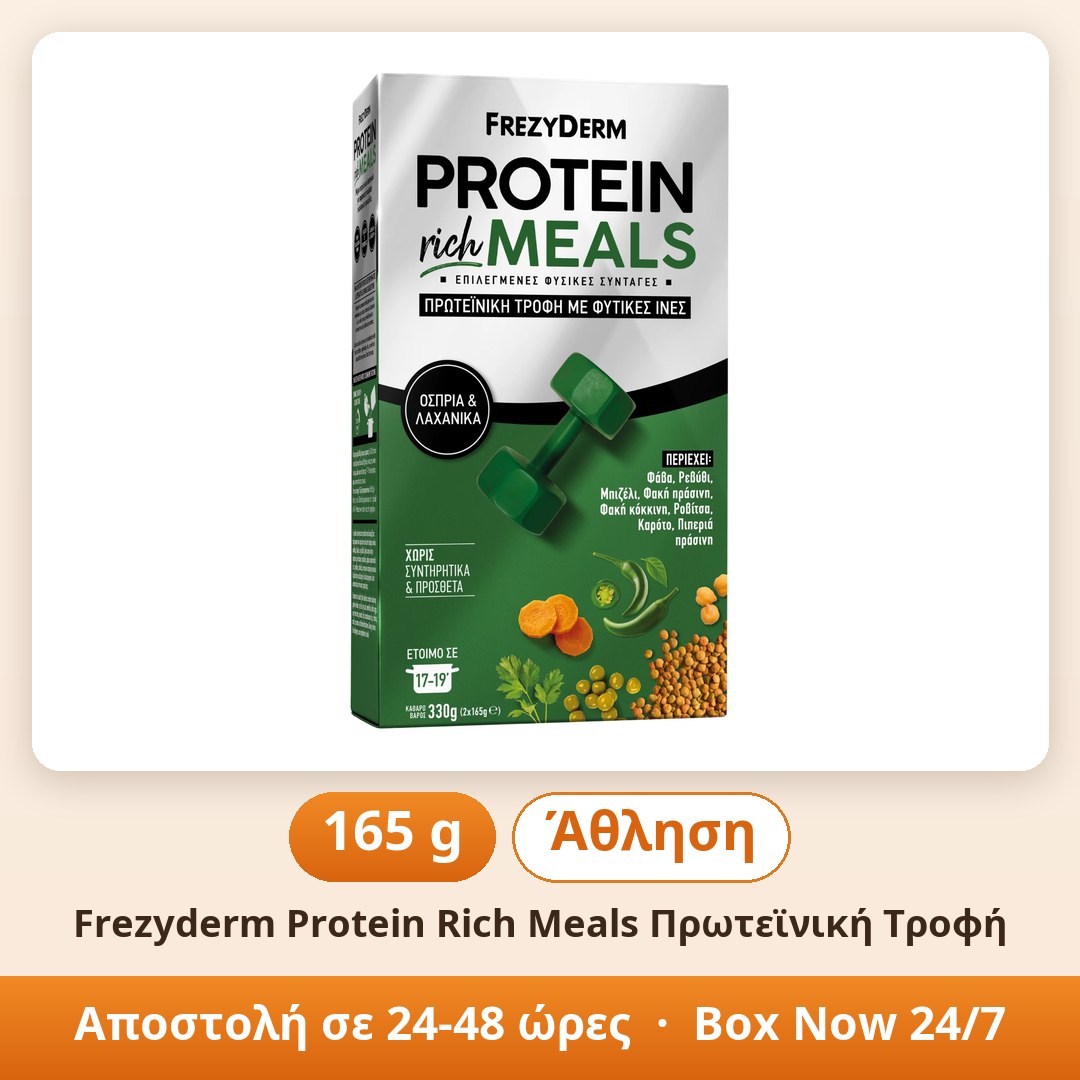 FREZYDERM
PROTEIN
rich MEALS
ΕΠΙΛΕΓΜΕΝΕΣ ΦΥΣΙΚΕΣ ΣΥΝΤΑΓΕΣ
ΠΡΩΤΕΪΝΙΚΗ ΤΡΟΦΗ ΜΕ ΦΥΤΙΚΕΣ ΙΝΕΣ
ΟΣΠΡΙΑ &
ΛΑΧΑΝΙΚΑ
ΠΕΡΙΕΧΕΙ:
Φάβα, Ρεβύθι,
Μπιζέλι, Φακή πράσινη,
Φακή κόκκινη, Ροβίτσα,
Καρότο, Πιπεριά
πράσινη
ΧΩΡΙΣ
ΣΥΝΤΗΡΗΤΙΚΑ
& ΠΡΟΣΘΕΤΑ
ΕΤΟΙΜΟ ΣΕ
17-19'
ΚΑΘΑΡΟ
ΒΑΡΟΣ 330g (2x165g ℮)
165 g
Άθληση
Frezyderm Protein Rich Meals Πρωτεϊνική Τροφή
Αποστολή σε 24-48 ώρες · Box Now 24/7